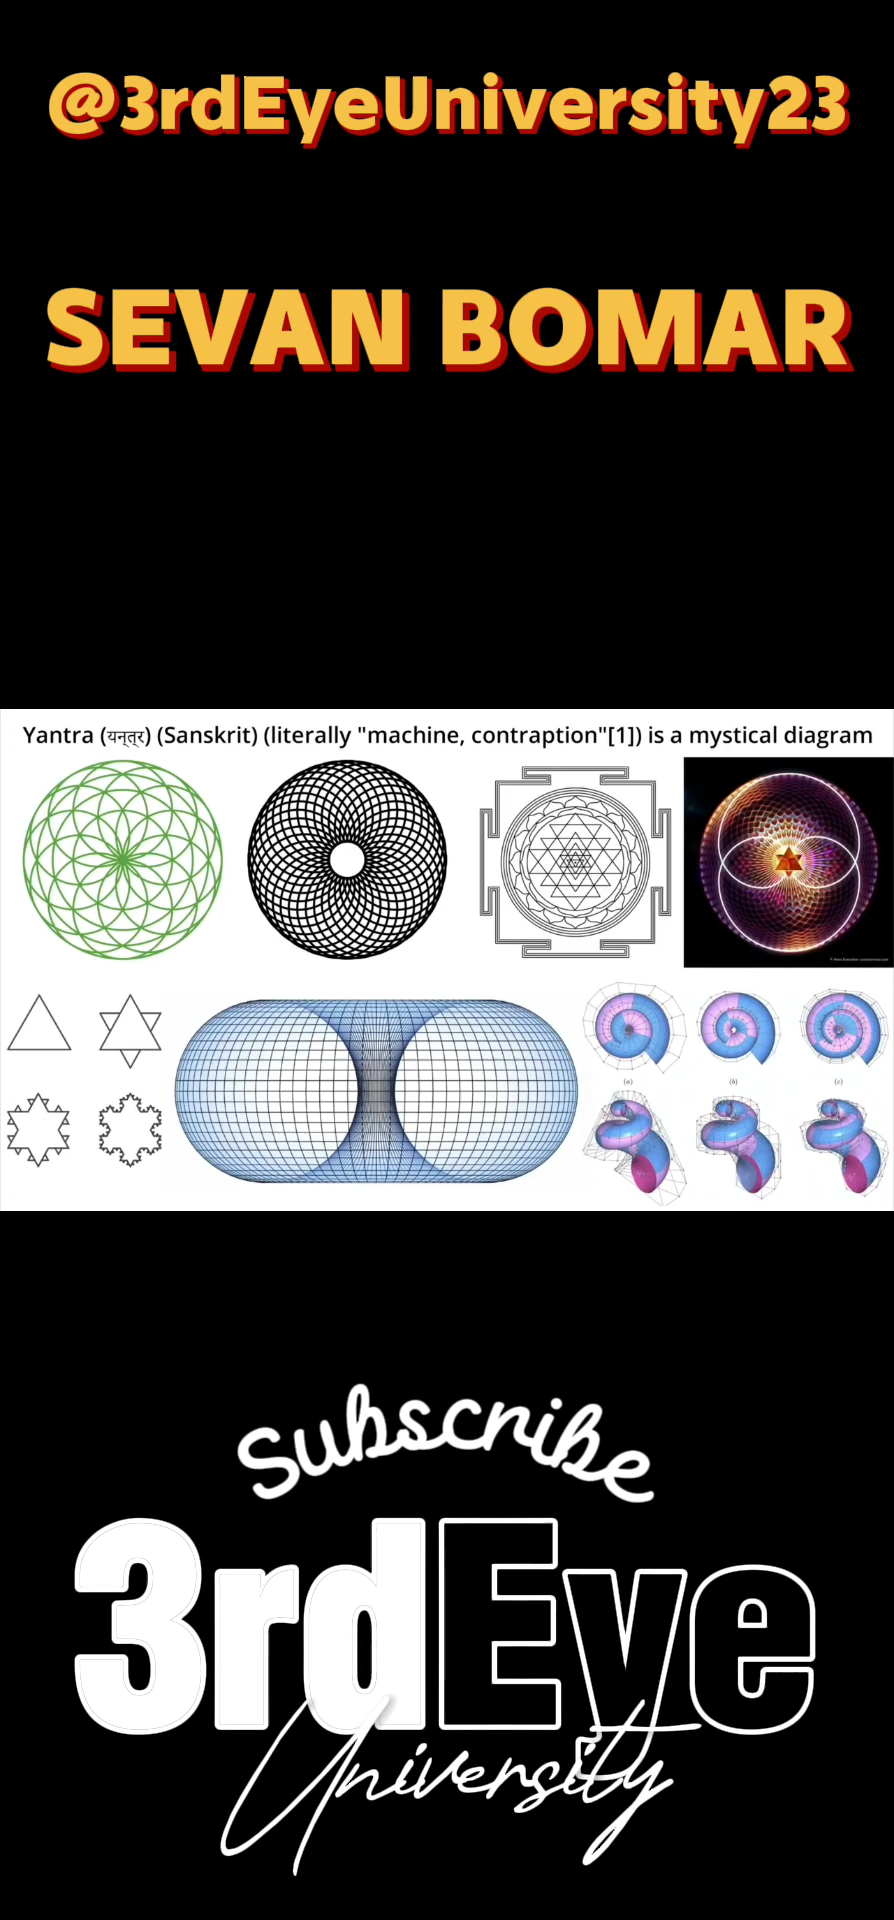 @3rdEyeUniversity23
SEVAN BOMAR
Yantra (यन्त्र) (Sanskrit) (literally "machine, contraption"[1]) is a mystical diagram
(a)
(b)
(c)
Subscribe
3rdEye
University